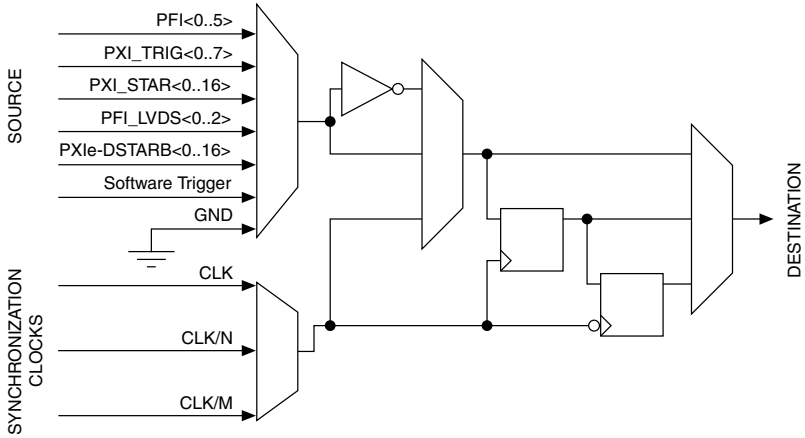 SOURCE
PFI<0..5>
PXI_TRIG<0..7>
PXI_STAR<0..16>
PFI_LVDS<0..2>
PXIe-DSTARB<0..16>
Software Trigger
GND
SYNCHRONIZATION
CLOCKS
CLK
CLK/N
CLK/M
DESTINATION